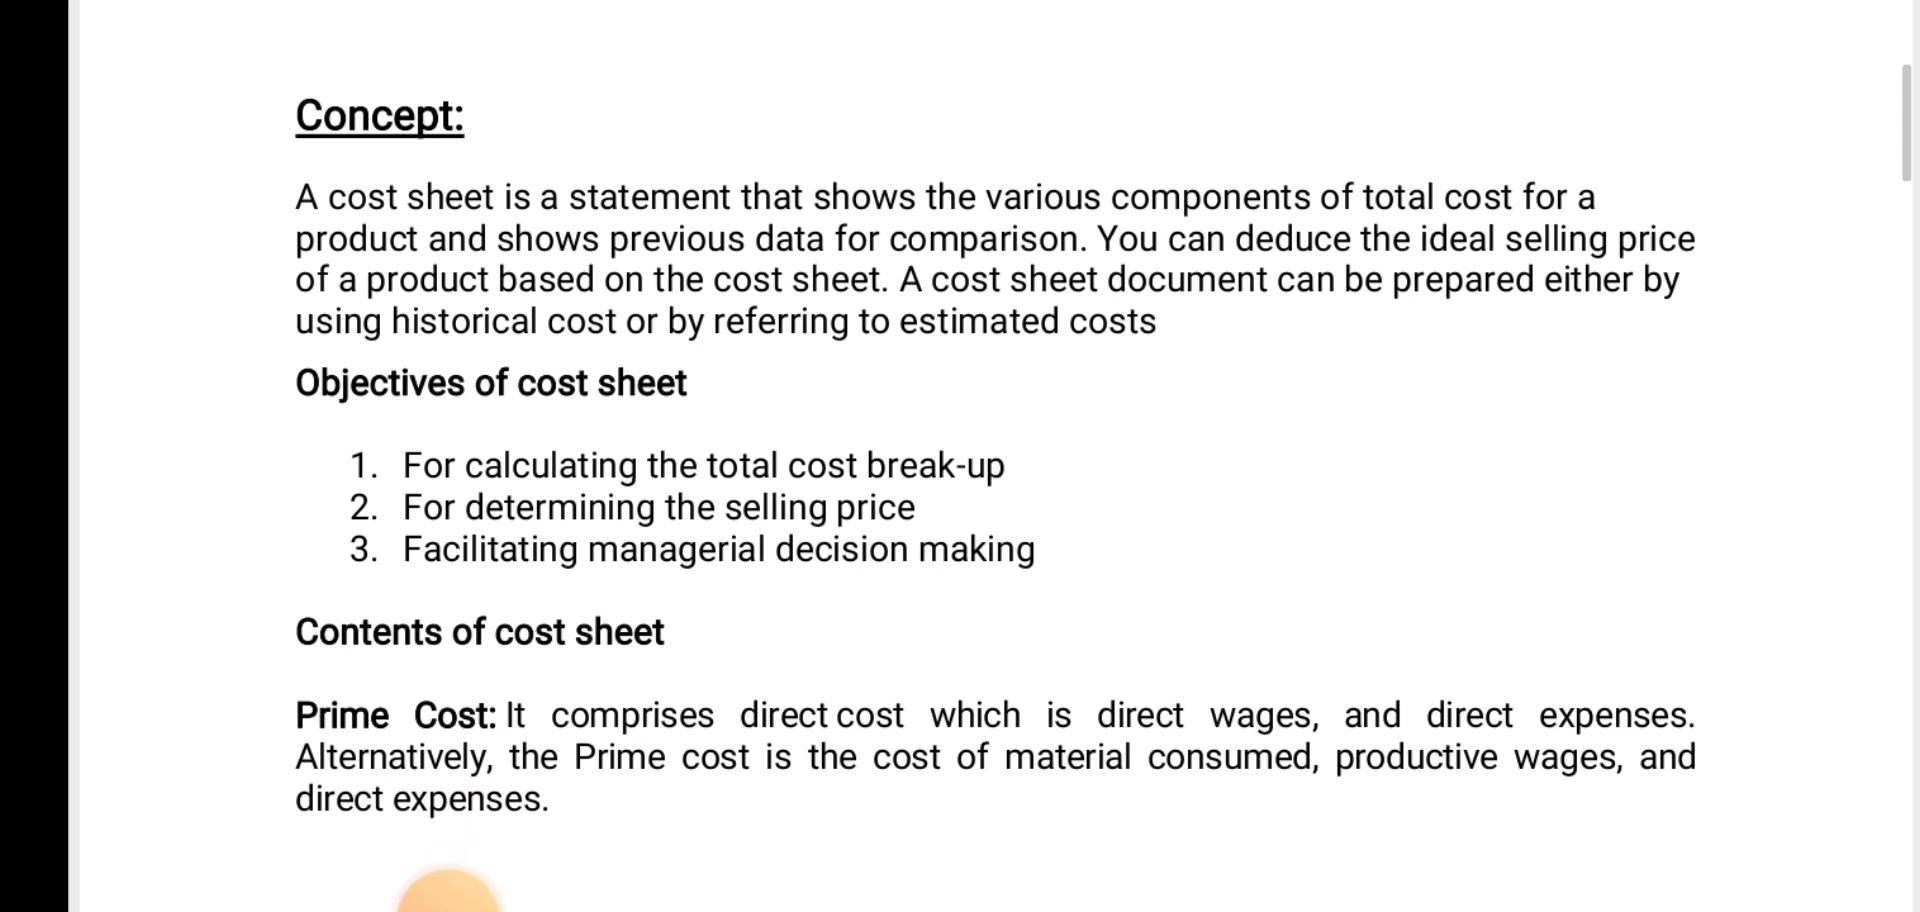 Concept:
A cost sheet is a statement that shows the various components of total cost for a
product and shows previous data for comparison. You can deduce the ideal selling price
of a product based on the cost sheet. A cost sheet document can be prepared either by
using historical cost or by referring to estimated costs
Objectives of cost sheet
1. For calculating the total cost break-up
2. For determining the selling price
3. Facilitating managerial decision making
Contents of cost sheet
Prime Cost: It comprises direct cost which is direct wages, and direct expenses.
Alternatively, the Prime cost is the cost of material consumed, productive wages, and
direct expenses.